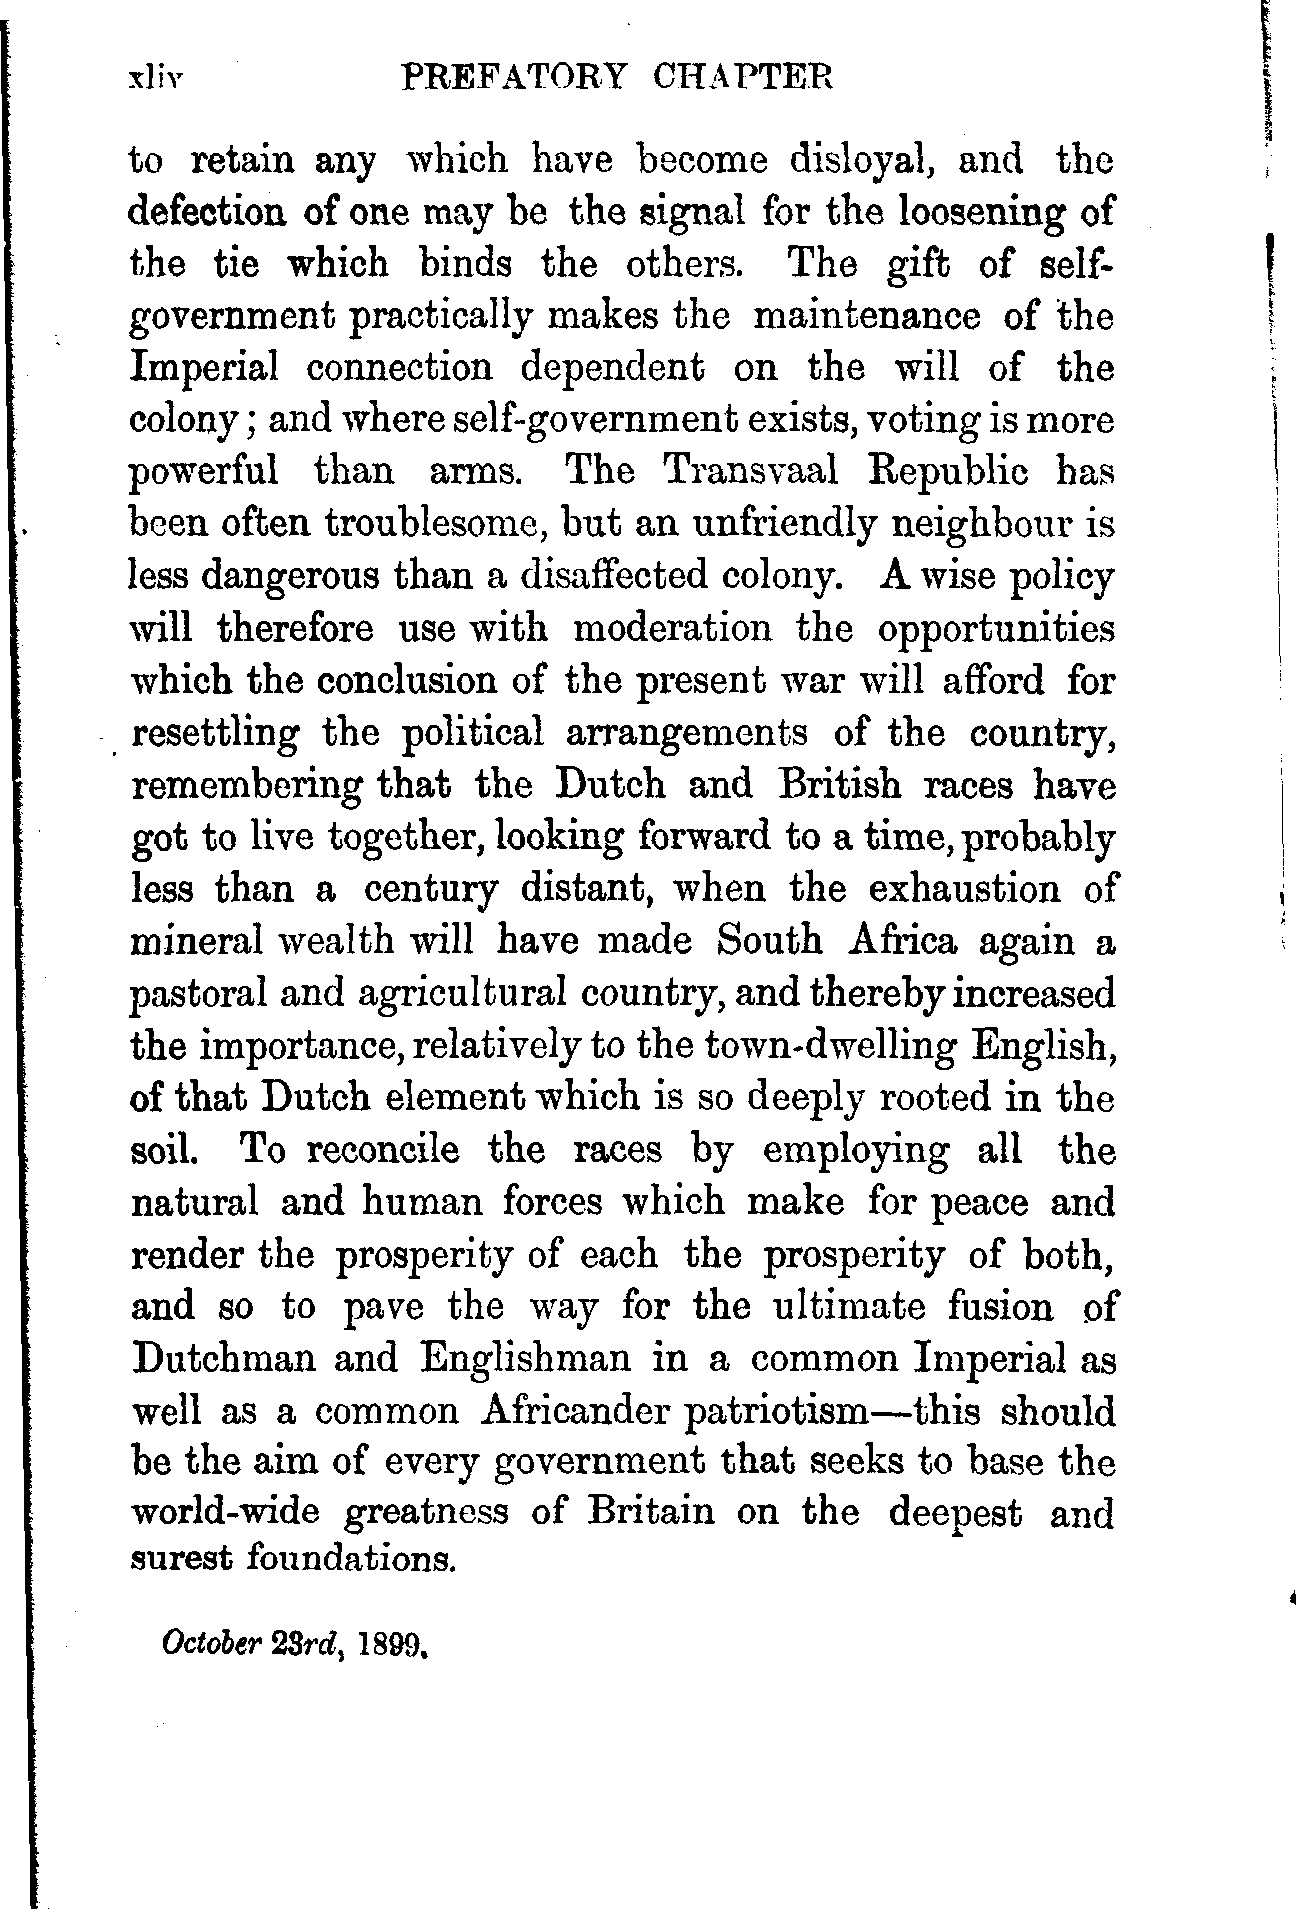 xliv PREFATORY CHAPTER
to retain any which have become disloyal, and the
defection of one may be the signal for the loosening of
the tie which binds the others. The gift of self-
government practically makes the maintenance of the
Imperial connection dependent on the will of the
colony; and where self-government exists, voting is more
powerful than arms. The Transvaal Republic has
been often troublesome, but an unfriendly neighbour is
less dangerous than a disaffected colony. A wise policy
will therefore use with moderation the opportunities
which the conclusion of the present war will afford for
resettling the political arrangements of the country,
remembering that the Dutch and British races have
got to live together, looking forward to a time, probably
less than a century distant, when the exhaustion of
mineral wealth will have made South Africa again a
pastoral and agricultural country, and thereby increased
the importance, relatively to the town-dwelling English,
of that Dutch element which is so deeply rooted in the
soil. To reconcile the races by employing all the
natural and human forces which make for peace and
render the prosperity of each the prosperity of both,
and so to pave the way for the ultimate fusion of
Dutchman and Englishman in a common Imperial as
well as a common Africander patriotism—this should
be the aim of every government that seeks to base the
world-wide greatness of Britain on the deepest and
surest foundations.
October 23rd, 1899.